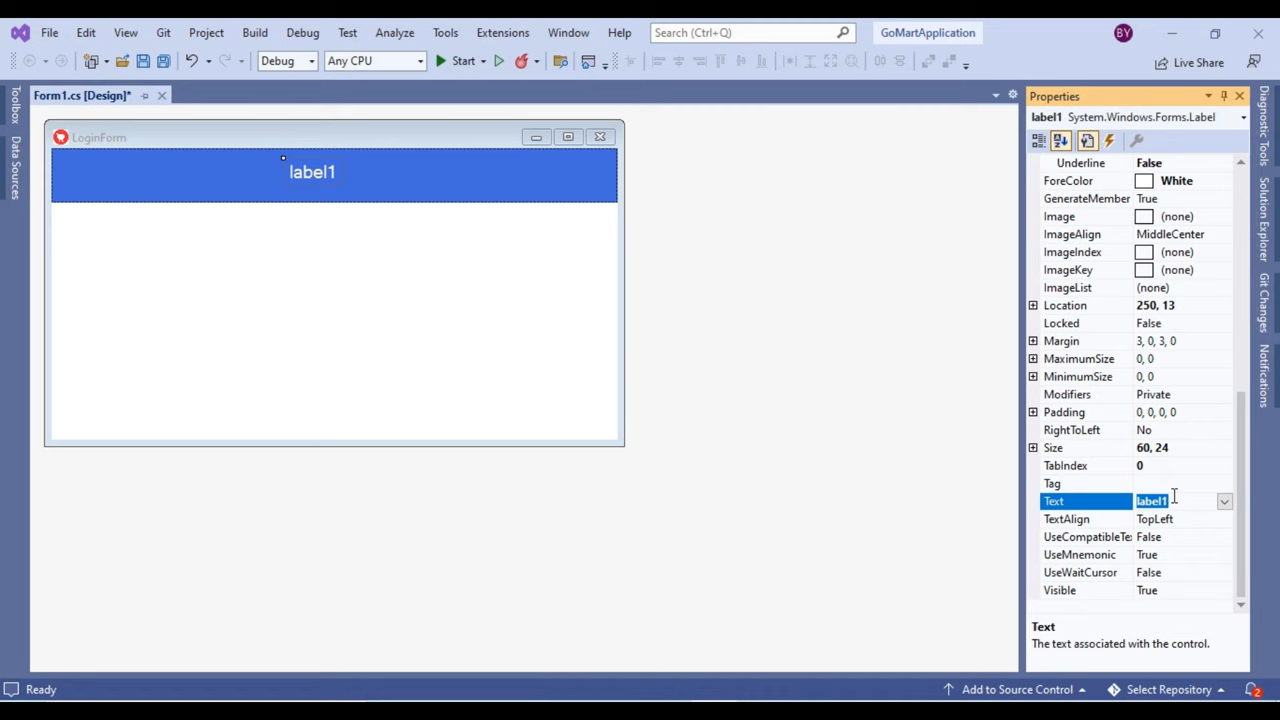 File Edit View Git Project Build Debug Test Analyze Tools Extensions Window Help Search (Ctrl+Q) GoMartApplication BY
Debug Any CPU Start Live Share
Form1.cs [Design]*
Toolbox
Data Sources
LoginForm
label1
Properties
label1 System.Windows.Forms.Label
Underline False
ForeColor White
GenerateMember True
Image (none)
ImageAlign MiddleCenter
ImageIndex (none)
ImageKey (none)
ImageList (none)
Location 250, 13
Locked False
Margin 3, 0, 3, 0
MaximumSize 0, 0
MinimumSize 0, 0
Modifiers Private
Padding 0, 0, 0, 0
RightToLeft No
Size 60, 24
TabIndex 0
Tag
Text label1
TextAlign TopLeft
UseCompatibleTe False
UseMnemonic True
UseWaitCursor False
Visible True
Text
The text associated with the control.
Diagnostic Tools
Solution Explorer
Git Changes
Notifications
Ready Add to Source Control Select Repository 2